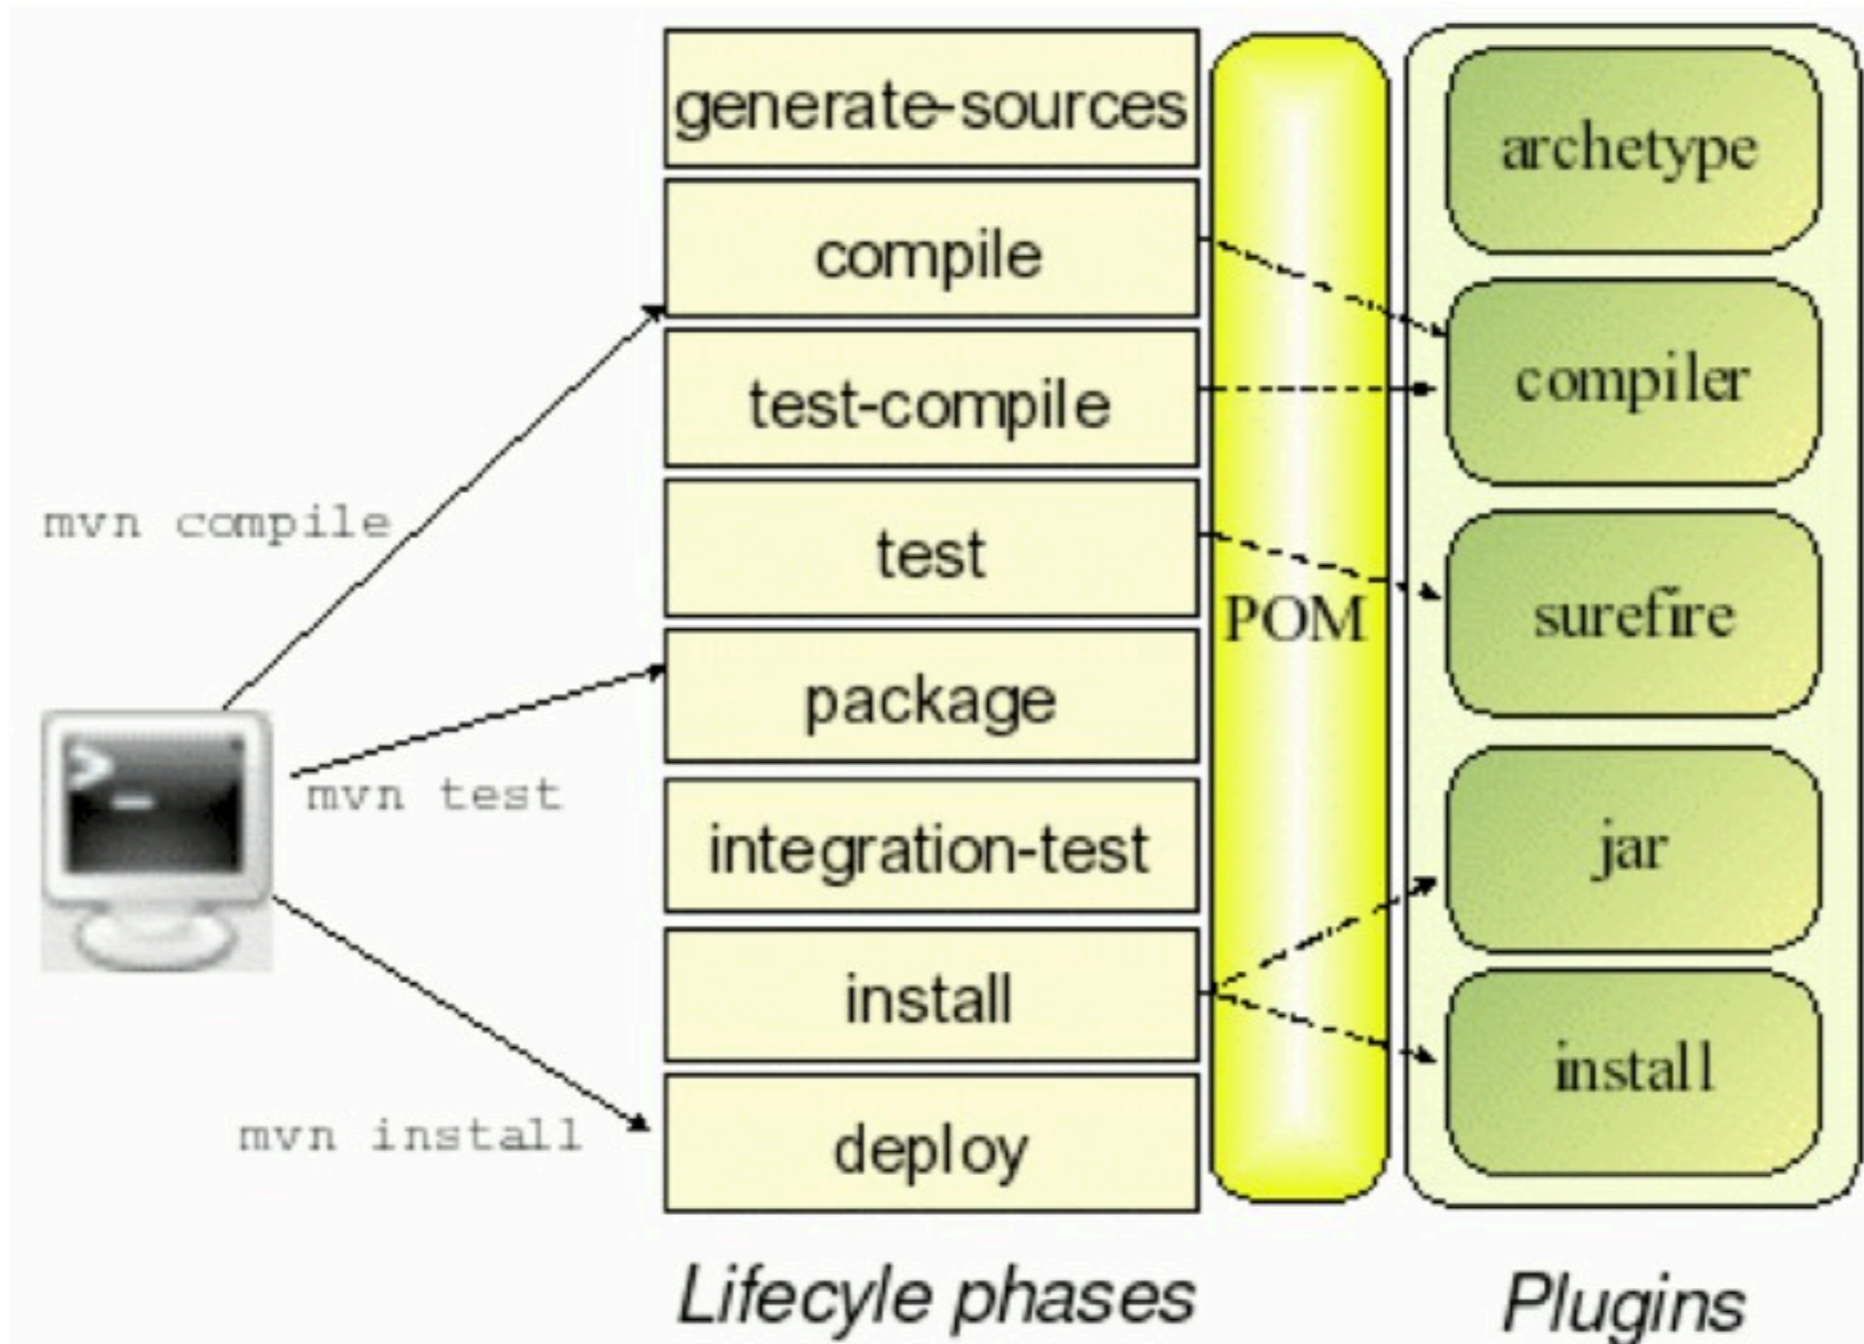 generate-sources
compile
test-compile
test
package
integration-test
install
deploy
mvn compile
mvn test
mvn install
POM
archetype
compiler
surefire
jar
install
Lifecyle phases
Plugins